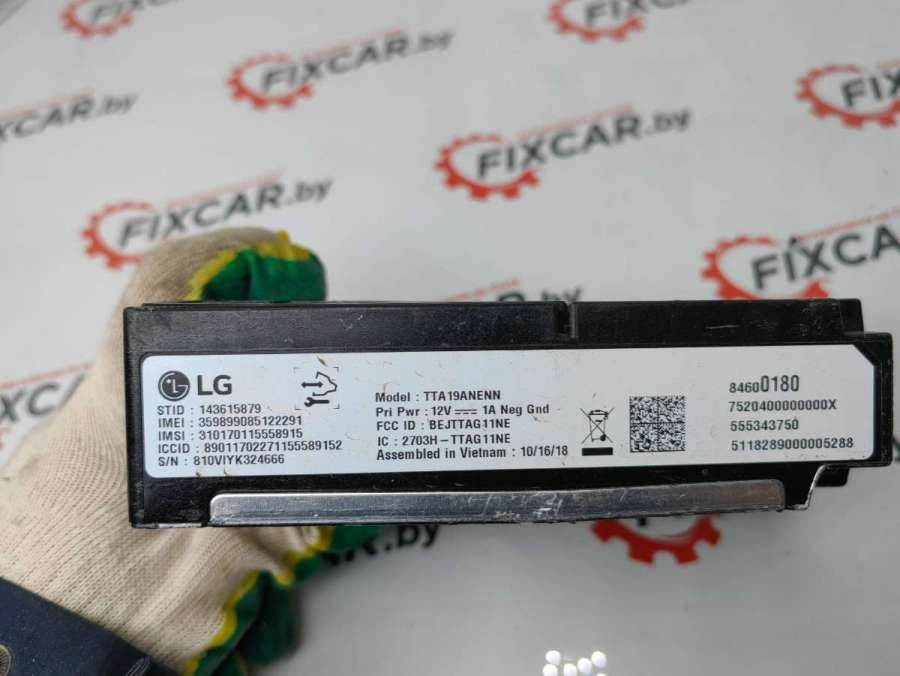 FIXCAR.by
FIXCAR.by
FIXCAR.by
FIXCAR.by
FIXCAR
LG
STID : 143615879
IMEI : 359899085122291
IMSI : 310170115558915
ICCID : 89011702271155589152
S/N : 810VIYK324666
Model : TTA19ANENN
Pri Pwr : 12V 1A Neg Gnd
FCC ID : BEJTTAG11NE
IC : 2703H-TTAG11NE
Assembled in Vietnam : 10/16/18
84600180
7520400000000X
555343750
5118289000005288
AR.by